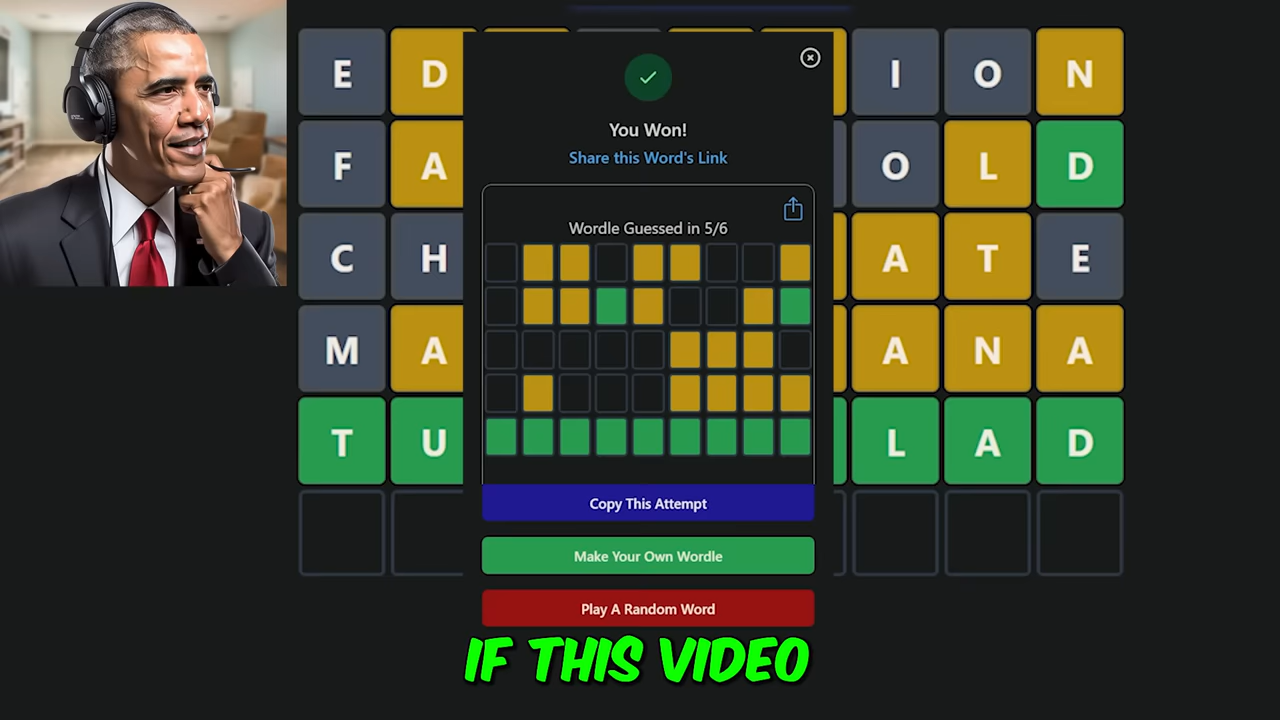 E D I O N
You Won!
Share this Word's Link
F A O L D
Wordle Guessed in 5/6
C H A T E
M A A N A
T U L A D
Copy This Attempt
Make Your Own Wordle
Play A Random Word
IF THIS VIDEO